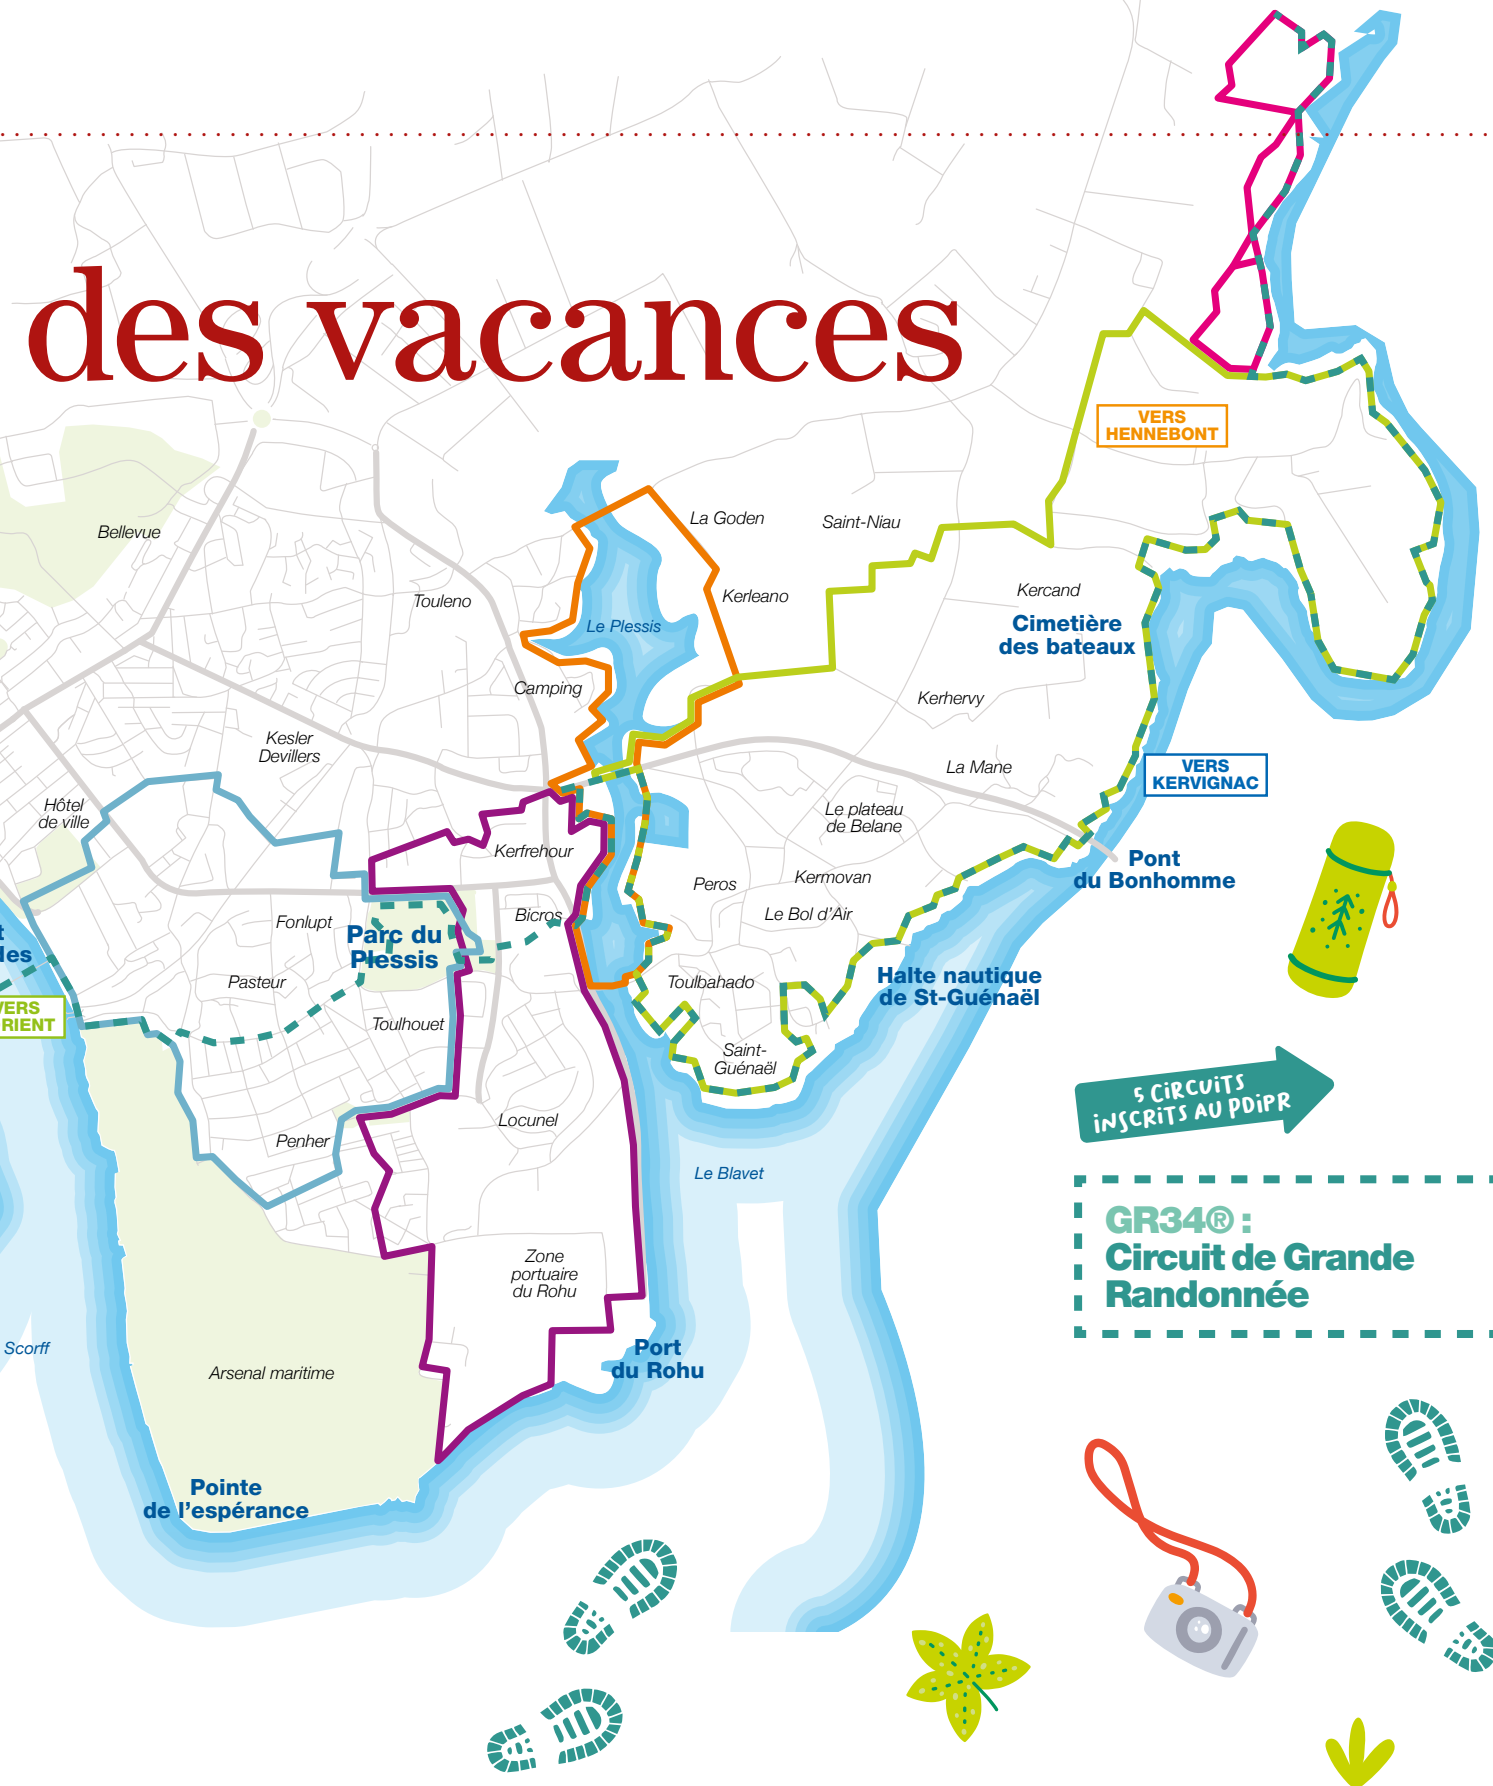 des vacances
VERS
HENNEBONT
La Goden
Saint-Niau
Bellevue
Kerleano
Kercand
Touleno
Le Plessis
Cimetière
des bateaux
Camping
Kerhervy
Kesler
Devillers
La Mane
VERS
KERVIGNAC
Hôtel
de ville
Le plateau
de Belane
Kerfrehour
Pont
du Bonhomme
Peros
Kermovan
Bicros
Le Bol d'Air
Fonlupt
Parc du
Plessis
Halte nautique
de St-Guénaël
Pasteur
Toulbahado
VERS
RIENT
Toulhouet
Saint-
Guénaël
5 CIRCUITS
INSCRITS AU PDIPR
Locunel
Penher
Le Blavet
GR34® :
Circuit de Grande
Randonnée
Zone
portuaire
du Rohu
Scorff
Port
du Rohu
Arsenal maritime
Pointe
de l'espérance